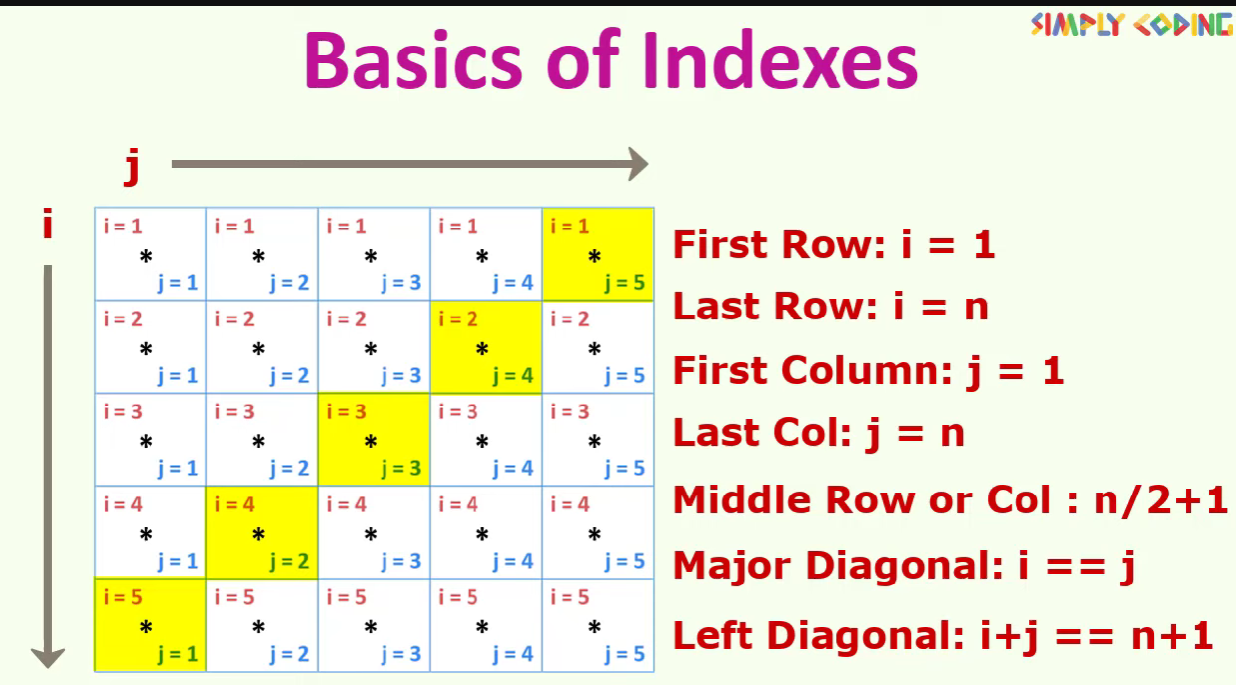 SIMPLY CODING
Basics of Indexes
j
i
i = 1 i = 1 i = 1 i = 1 i = 1
* * * * *
j = 1 j = 2 j = 3 j = 4 j = 5
i = 2 i = 2 i = 2 i = 2 i = 2
* * * * *
j = 1 j = 2 j = 3 j = 4 j = 5
i = 3 i = 3 i = 3 i = 3 i = 3
* * * * *
j = 1 j = 2 j = 3 j = 4 j = 5
i = 4 i = 4 i = 4 i = 4 i = 4
* * * * *
j = 1 j = 2 j = 3 j = 4 j = 5
i = 5 i = 5 i = 5 i = 5 i = 5
* * * * *
j = 1 j = 2 j = 3 j = 4 j = 5
First Row: i = 1
Last Row: i = n
First Column: j = 1
Last Col: j = n
Middle Row or Col : n/2+1
Major Diagonal: i == j
Left Diagonal: i+j == n+1